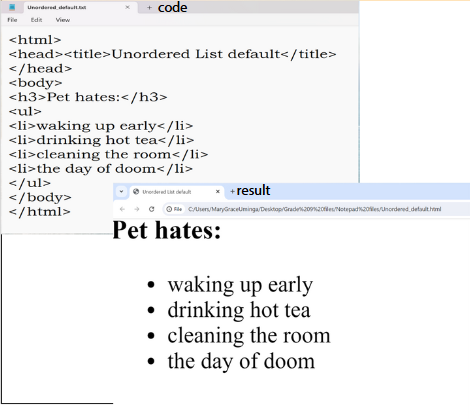 Unordered_default.txt × + code
File Edit View
<html>
<head><title>Unordered List default</title>
</head>
<body>
<h3>Pet hates:</h3>
<ul>
<li>waking up early</li>
<li>drinking hot tea</li>
<li>cleaning the room</li>
<li>the day of doom</li>
</ul>
</body>
</html>
Unordered List default × + result
File C:/Users/MaryGraceUminga/Desktop/Grade%209%20files/Notepad%20files/Unordered_default.html
Pet hates:
• waking up early
• drinking hot tea
• cleaning the room
• the day of doom